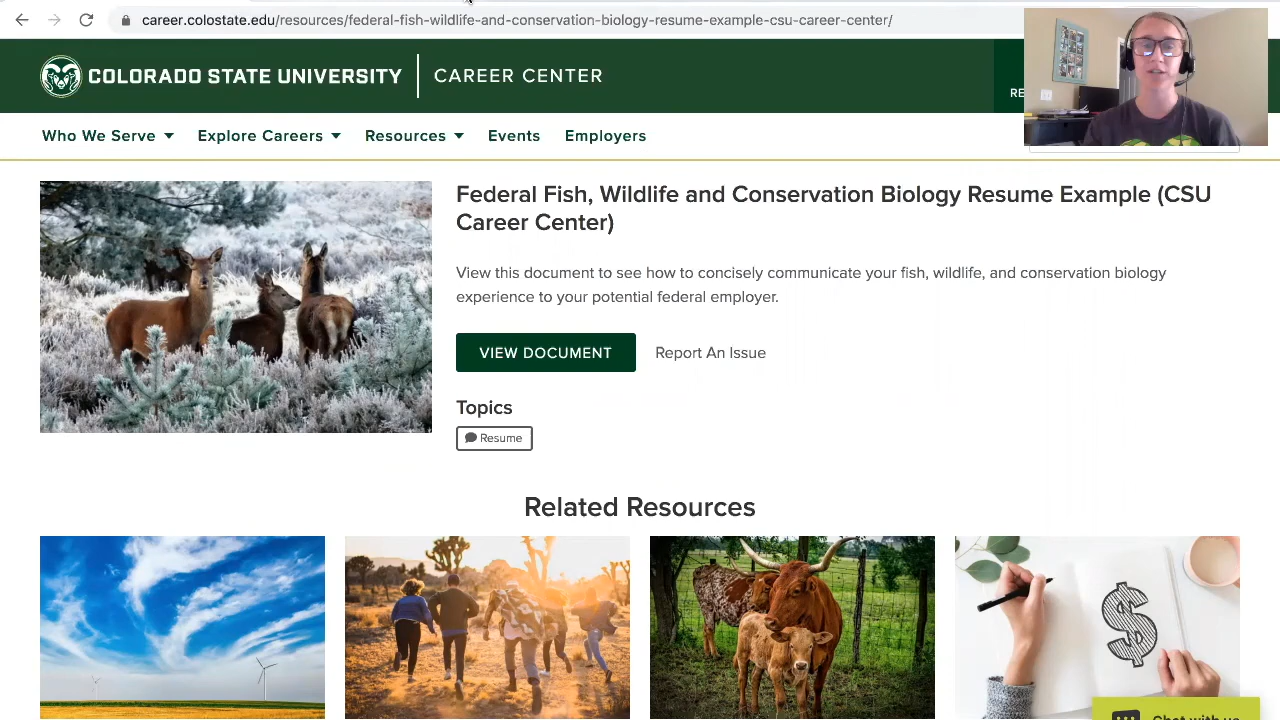 career.colostate.edu/resources/federal-fish-wildlife-and-conservation-biology-resume-example-csu-career-center/
COLORADO STATE UNIVERSITY
CAREER CENTER
Who We Serve
Explore Careers
Resources
Events
Employers
Federal Fish, Wildlife and Conservation Biology Resume Example (CSU
Career Center)
View this document to see how to concisely communicate your fish, wildlife, and conservation biology
experience to your potential federal employer.
VIEW DOCUMENT
Report An Issue
Topics
Resume
Related Resources
Chat with us